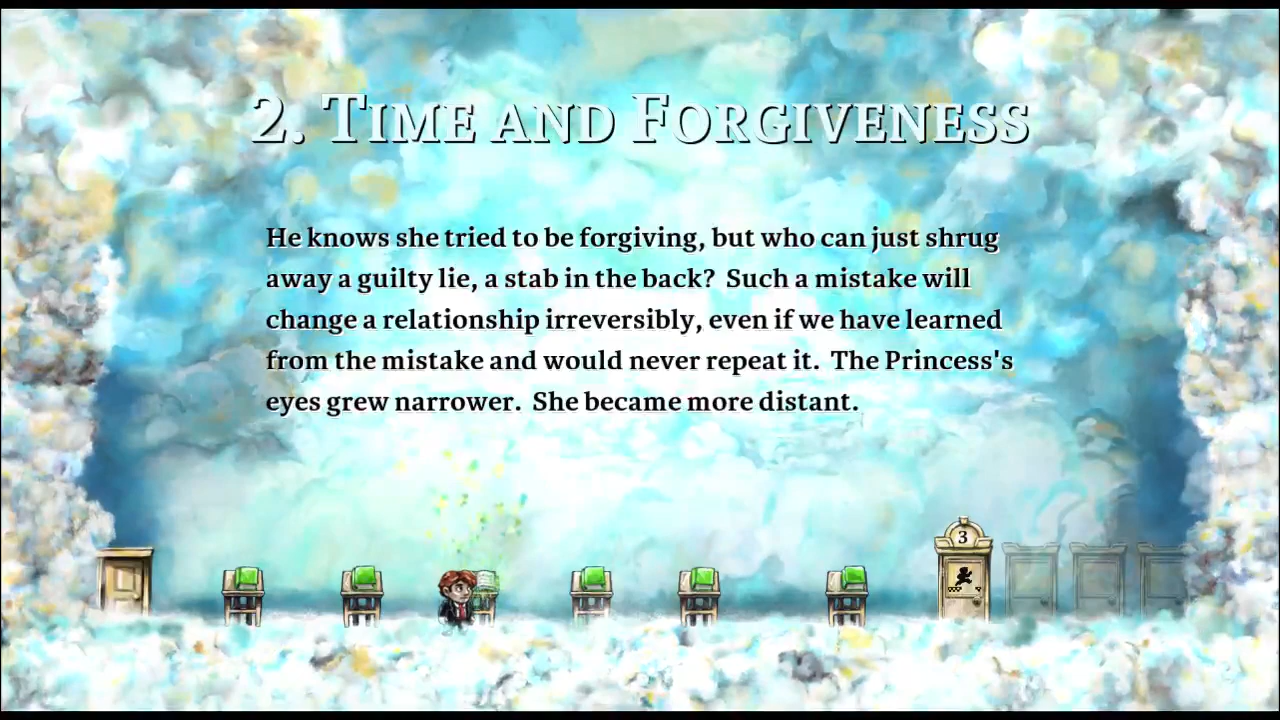 2. Time and Forgiveness
He knows she tried to be forgiving, but who can just shrug
away a guilty lie, a stab in the back?  Such a mistake will
change a relationship irreversibly, even if we have learned
from the mistake and would never repeat it.  The Princess's
eyes grew narrower.  She became more distant.
3